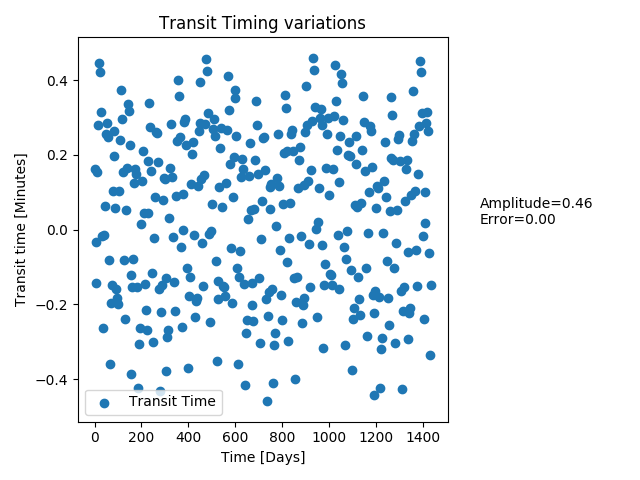 Transit Timing variations
Transit time [Minutes]
0.4
0.2
0.0
−0.2
−0.4
Transit Time
0 200 400 600 800 1000 1200 1400
Time [Days]
Amplitude=0.46
Error=0.00